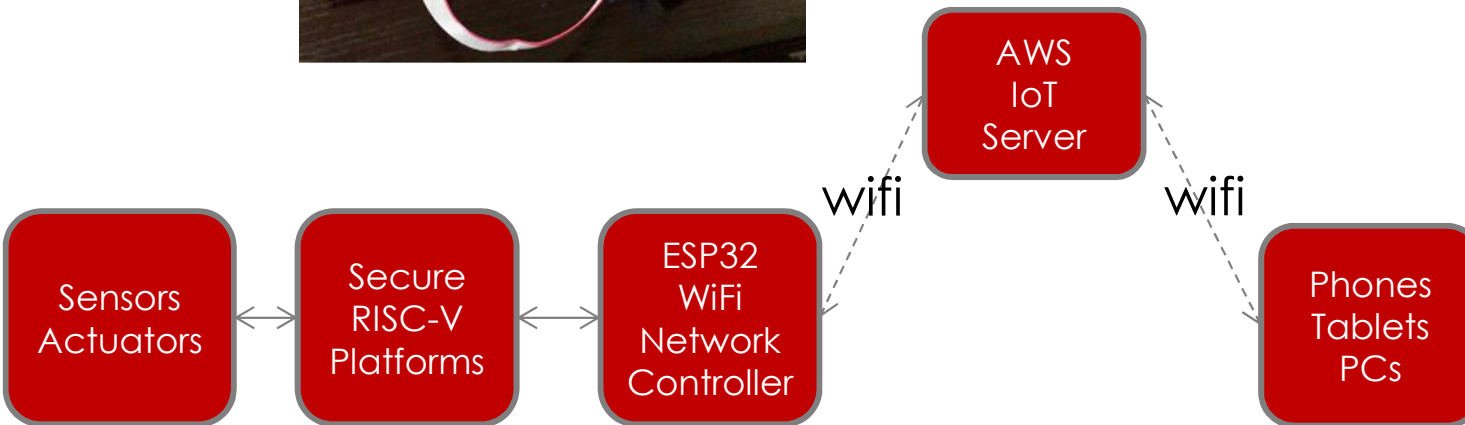 AWS
IoT
Server
wifi
wifi
Sensors
Actuators
Secure
RISC-V
Platforms
ESP32
WiFi
Network
Controller
Phones
Tablets
PCs